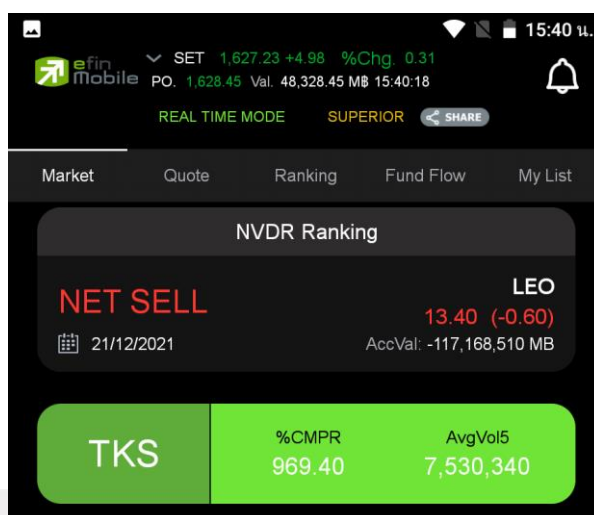 15:40 น.
efin Mobile
SET 1,627.23 +4.98 %Chg. 0.31
PO. 1,628.45 Val. 48,328.45 M฿ 15:40:18
REAL TIME MODE SUPERIOR SHARE
Market Quote Ranking Fund Flow My List
NVDR Ranking
NET SELL
LEO
13.40 (-0.60)
21/12/2021
AccVal: -117,168,510 MB
TKS
%CMPR
969.40
AvgVol5
7,530,340